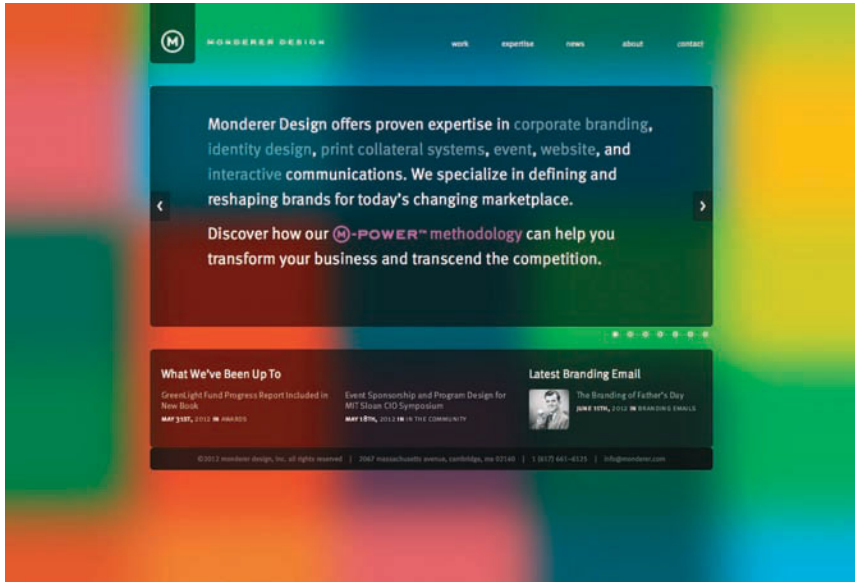 M MONDERER DESIGN work expertise news about contact
Monderer Design offers proven expertise in corporate branding,
identity design, print collateral systems, event, website, and
interactive communications. We specialize in defining and
reshaping brands for today's changing marketplace.
Discover how our M-POWER™ methodology can help you
transform your business and transcend the competition.
What We've Been Up To
GreenLight Fund Progress Report Included in
New Book
MAY 31ST, 2012 IN AWARDS
Event Sponsorship and Program Design for
MIT Sloan CIO Symposium
MAY 18TH, 2012 IN IN THE COMMUNITY
Latest Branding Email
The Branding of Father's Day
JUNE 11TH, 2012 IN BRANDING EMAILS
©2012 monderer design, inc. all rights reserved | 2067 massachusetts avenue, cambridge, ma 02140 | 1 (617) 661-6125 | info@monderer.com